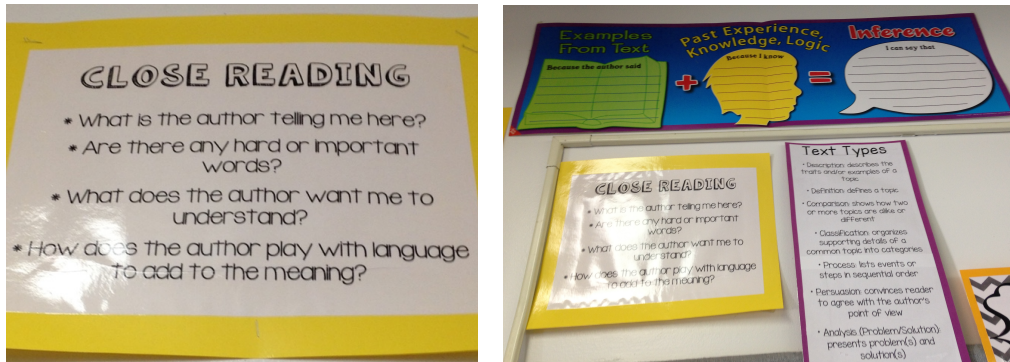 CLOSE READING
* What is the author telling me here?
* Are there any hard or important
words?
* What does the author want me to
understand?
* How does the author play with language
to add to the meaning?
Examples
From Text
Past Experience,
Knowledge, Logic
Inference
Because the author said
+
Because I know
=
I can say that
CLOSE READING
* What is the author telling me here?
* Are there any hard or important
words?
* What does the author want me to
understand?
* How does the author play with language
to add to the meaning?
Text Types
• Description: describes the
traits and/or examples of a
topic
• Definition: defines a topic
• Comparison: shows how two
or more topics are alike or
different
• Classification: organizes
supporting details of a
common topic into categories
• Process: lists events or
steps in sequential order
• Persuasion: convinces reader
to agree with the author's
point of view
• Analysis (Problem/Solution):
presents problem(s) and
solution(s)